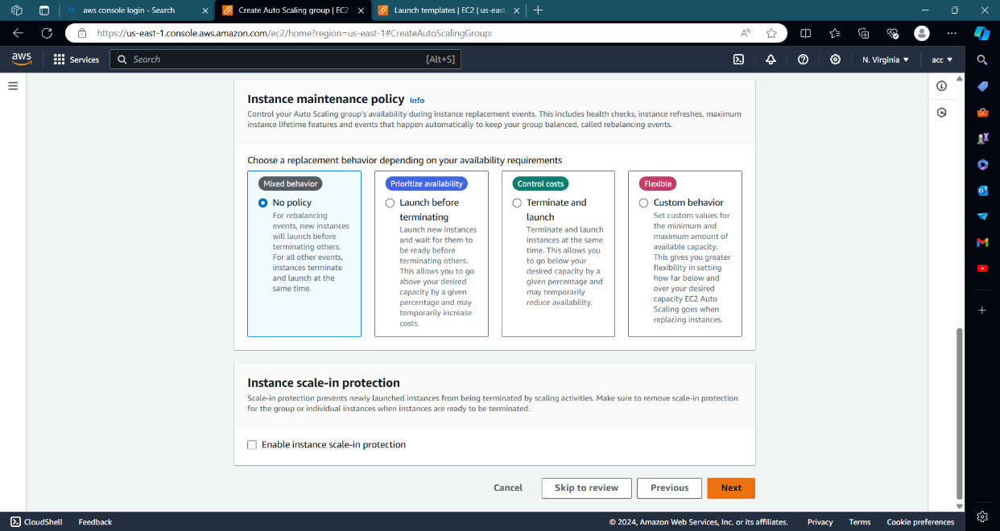 aws console login - Search
Create Auto Scaling group | EC2
Launch templates | EC2 | us-east
https://us-east-1.console.aws.amazon.com/ec2/home?region=us-east-1#CreateAutoScalingGroup:
aws
Services
Search
[Alt+S]
N. Virginia
acc
Instance maintenance policy Info
Control your Auto Scaling group's availability during instance replacement events. This includes health checks, instance refreshes, maximum
instance lifetime features and events that happen automatically to keep your group balanced, called rebalancing events.
Choose a replacement behavior depending on your availability requirements
Mixed behavior
No policy
For rebalancing
events, new instances
will launch before
terminating others.
For all other events,
instances terminate
and launch at the
same time.
Prioritize availability
Launch before
terminating
Launch new instances
and wait for them to
be ready before
terminating others.
This allows you to go
above your desired
capacity by a given
percentage and may
temporarily increase
costs.
Control costs
Terminate and
launch
Terminate and launch
instances at the same
time. This allows you
to go below your
desired capacity by a
given percentage and
may temporarily
reduce availability.
Flexible
Custom behavior
Set custom values for
the minimum and
maximum amount of
available capacity.
This gives you greater
flexibility in setting
how far below and
over your desired
capacity EC2 Auto
Scaling goes when
replacing instances.
Instance scale-in protection
Scale-in protection prevents newly launched instances from being terminated by scaling activities. Make sure to remove scale-in protection
for the group or individual instances when instances are ready to be terminated.
Enable instance scale-in protection
Cancel
Skip to review
Previous
Next
CloudShell
Feedback
© 2024, Amazon Web Services, Inc. or its affiliates.
Privacy
Terms
Cookie preferences